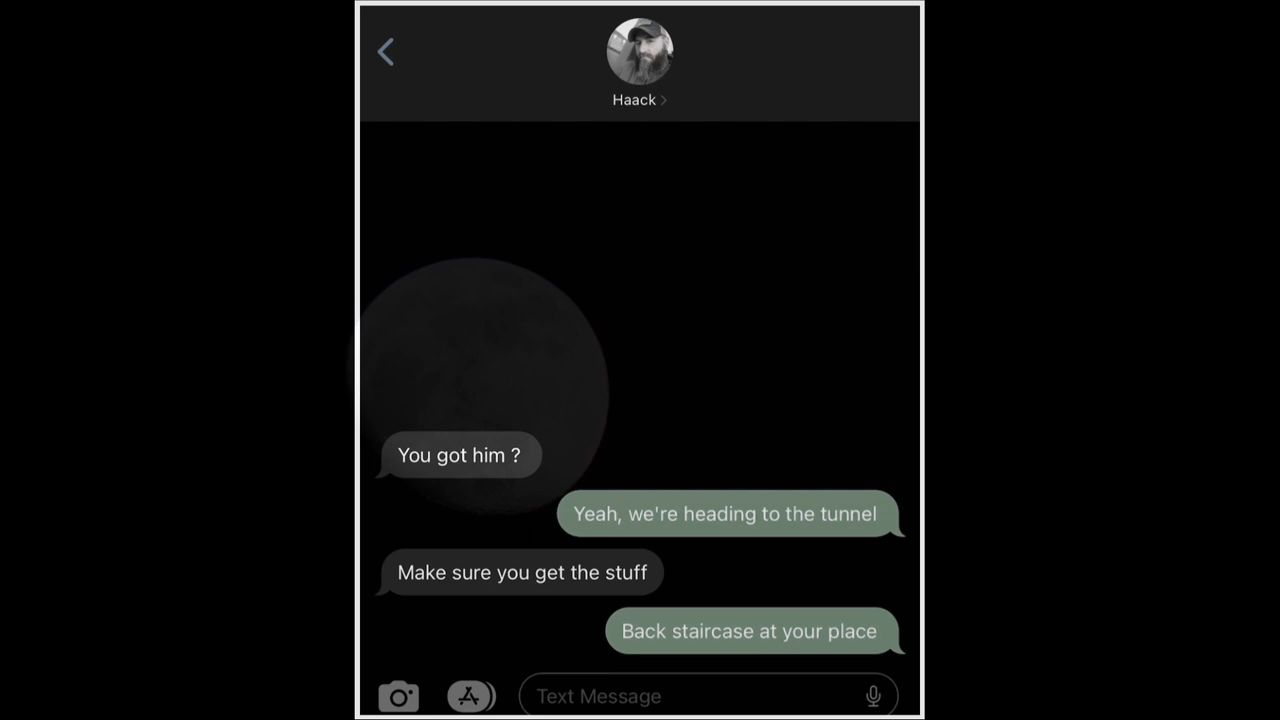 Haack
You got him ?
Yeah, we're heading to the tunnel
Make sure you get the stuff
Back staircase at your place
Text Message